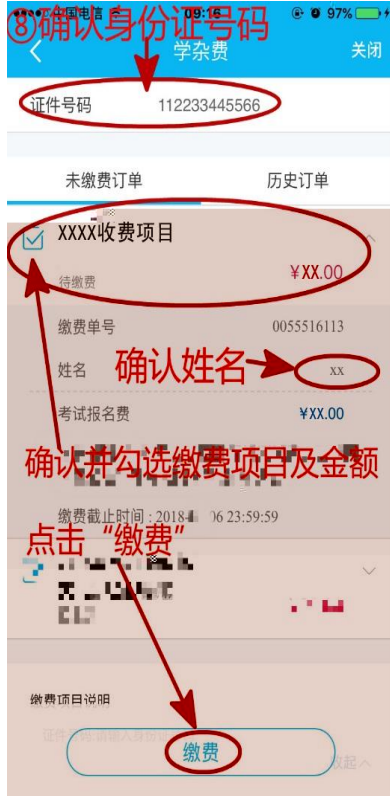 ⑧确认身份证号码
中国电信 09:16 97%
学杂费 关闭
证件号码 112233445566
未缴费订单 历史订单
XXXX收费项目
待缴费 ¥XX.00
缴费单号 0055516113
姓名 确认姓名 xx
考试报名费 ¥XX.00
确认并勾选缴费项目及金额
缴费截止时间 : 2018- 06 23:59:59
点击“缴费”
缴费项目说明
缴费
收起